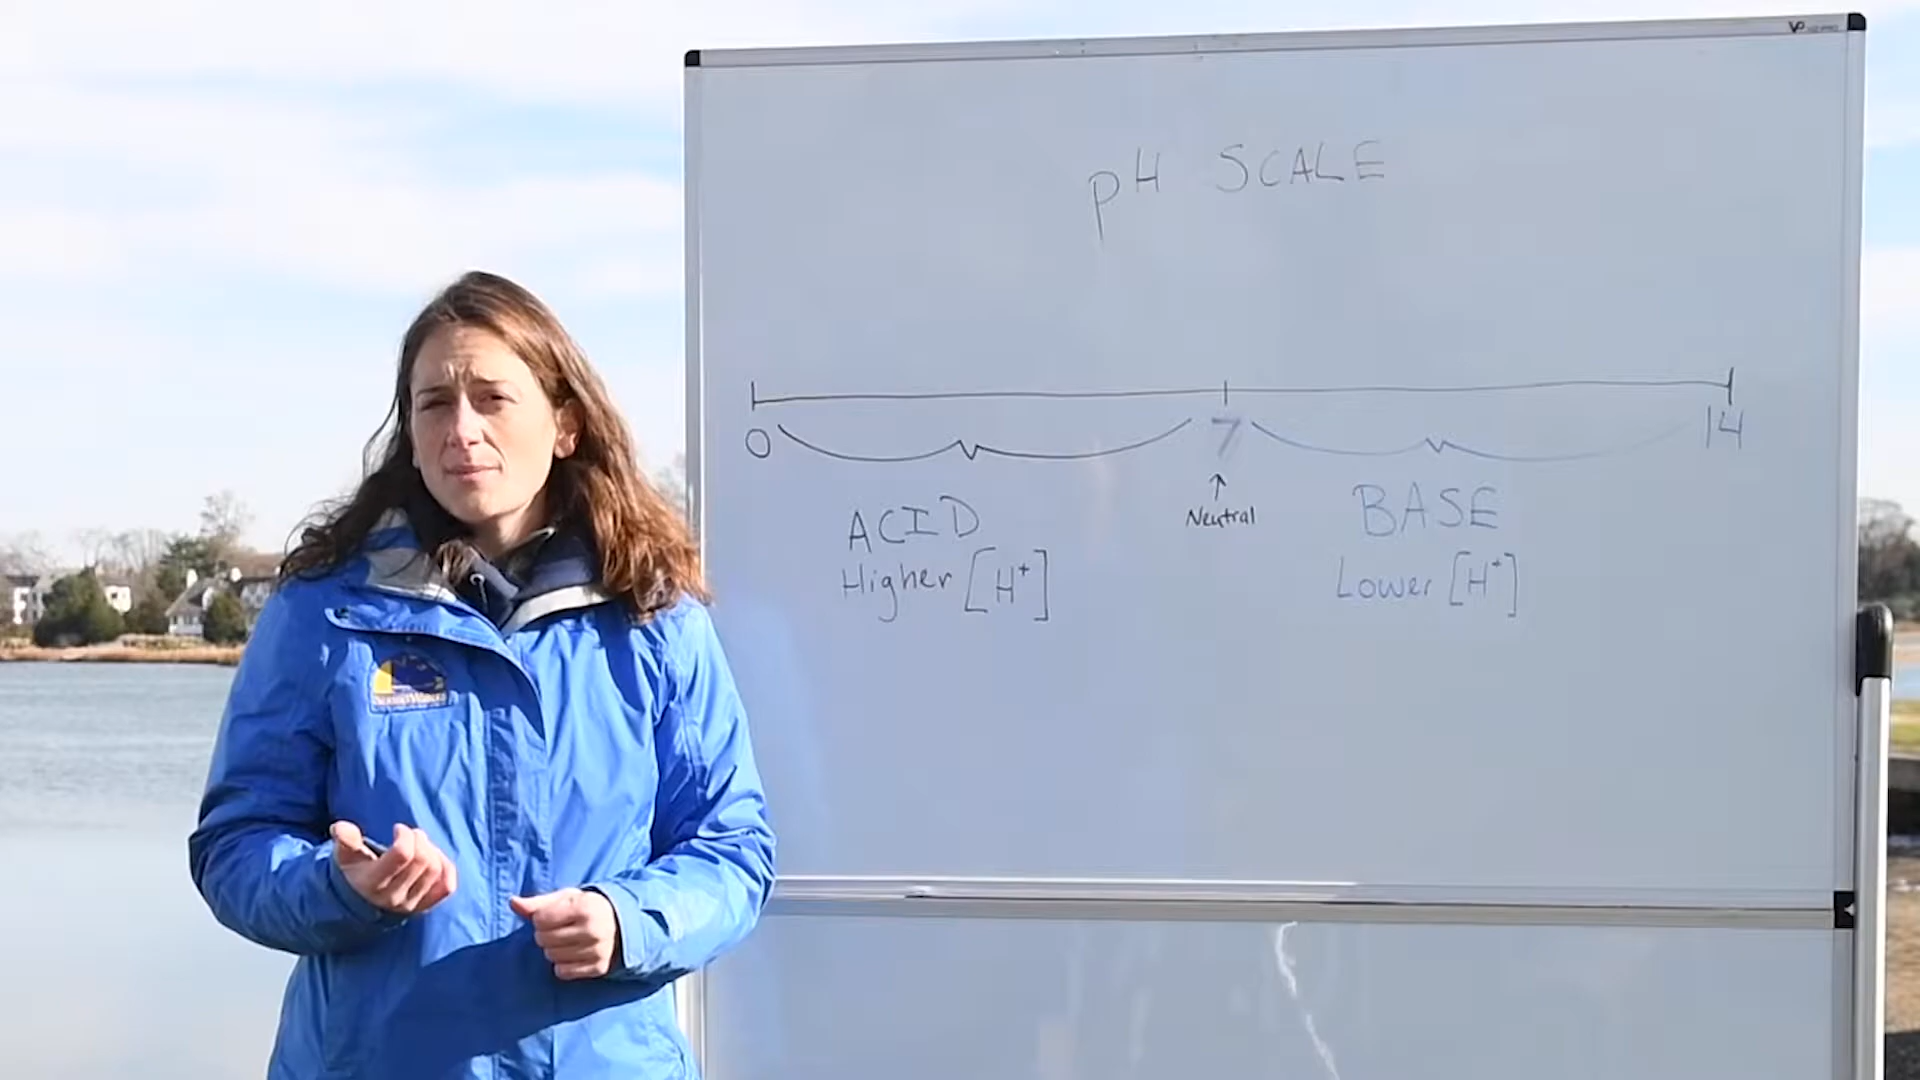 pH SCALE
0 7 14
Neutral
ACID
BASE
Higher [H⁺]
Lower [H⁺]